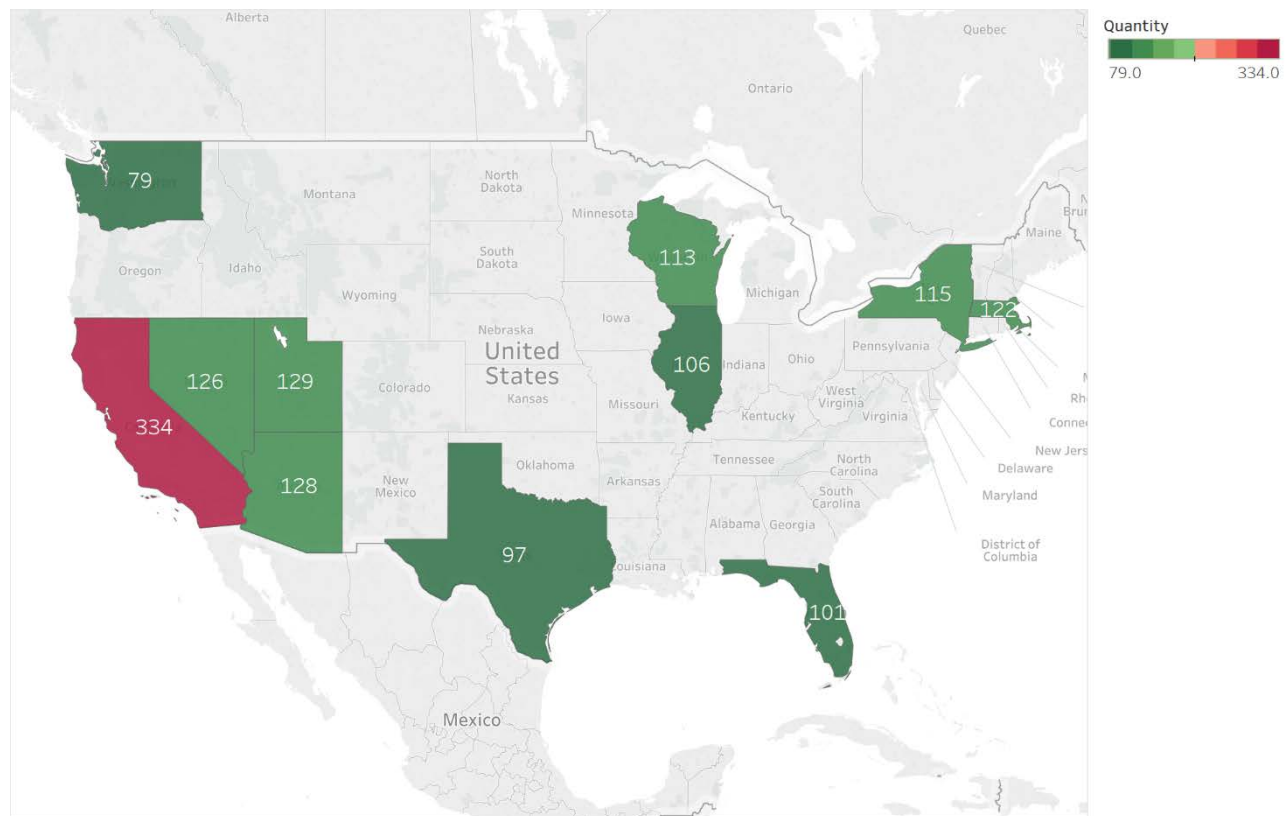 Quantity
79.0 334.0
Alberta
Quebec
Ontario
79
Montana
North
Dakota
Minnesota
Maine
113
Oregon
Idaho
South
Dakota
Michigan
115
122
Wyoming
Iowa
Nebraska
United
States
Pennsylvania
126
129
106
Indiana
Ohio
Colorado
Kansas
Missouri
West
Virginia
Virginia
Kentucky
334
New Jers
Delaware
Maryland
District of
Columbia
128
New
Mexico
Oklahoma
Arkansas
Tennessee
North
Carolina
South
Carolina
Alabama
Georgia
97
ouisiana
101
Mexico